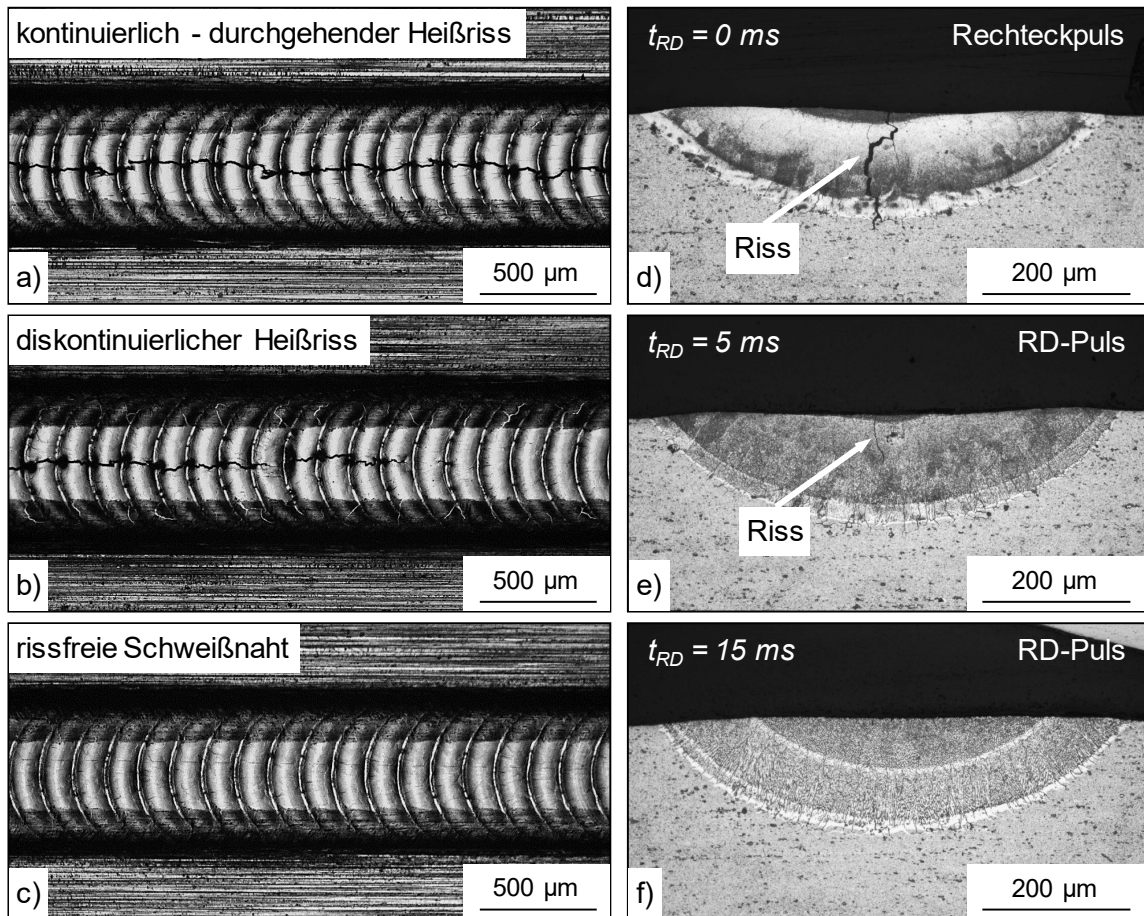 kontinuierlich - durchgehender Heißriss
a)
500 µm
t_RD = 0 ms
Rechteckpuls
Riss
d)
200 µm
diskontinuierlicher Heißriss
b)
500 µm
t_RD = 5 ms
RD-Puls
Riss
e)
200 µm
rissfreie Schweißnaht
c)
500 µm
t_RD = 15 ms
RD-Puls
f)
200 µm